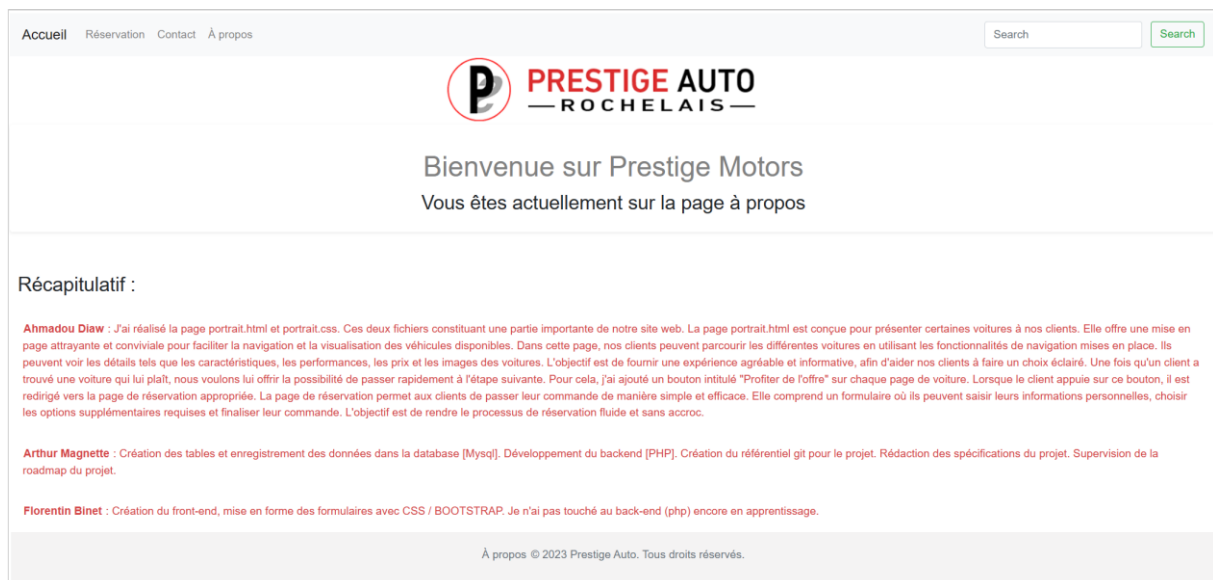 Accueil Réservation Contact À propos Search Search
PRESTIGE AUTO
ROCHELAIS
Bienvenue sur Prestige Motors
Vous êtes actuellement sur la page à propos
Récapitulatif :
Ahmadou Diaw : J'ai réalisé la page portrait.html et portrait.css. Ces deux fichiers constituant une partie importante de notre site web. La page portrait.html est conçue pour présenter certaines voitures à nos clients. Elle offre une mise en
page attrayante et conviviale pour faciliter la navigation et la visualisation des véhicules disponibles. Dans cette page, nos clients peuvent parcourir les différentes voitures en utilisant les fonctionnalités de navigation mises en place. Ils
peuvent voir les détails tels que les caractéristiques, les performances, les prix et les images des voitures. L'objectif est de fournir une expérience agréable et informative, afin d'aider nos clients à faire un choix éclairé. Une fois qu'un client a
trouvé une voiture qui lui plaît, nous voulons lui offrir la possibilité de passer rapidement à l'étape suivante. Pour cela, j'ai ajouté un bouton intitulé "Profiter de l'offre" sur chaque page de voiture. Lorsque le client appuie sur ce bouton, il est
redirigé vers la page de réservation appropriée. La page de réservation permet aux clients de passer leur commande de manière simple et efficace. Elle comprend un formulaire où ils peuvent saisir leurs informations personnelles, choisir
les options supplémentaires requises et finaliser leur commande. L'objectif est de rendre le processus de réservation fluide et sans accroc.
Arthur Magnette : Création des tables et enregistrement des données dans la database [Mysql]. Développement du backend [PHP]. Création du référentiel git pour le projet. Rédaction des spécifications du projet. Supervision de la
roadmap du projet.
Florentin Binet : Création du front-end, mise en forme des formulaires avec CSS / BOOTSTRAP. Je n'ai pas touché au back-end (php) encore en apprentissage.
À propos © 2023 Prestige Auto. Tous droits réservés.